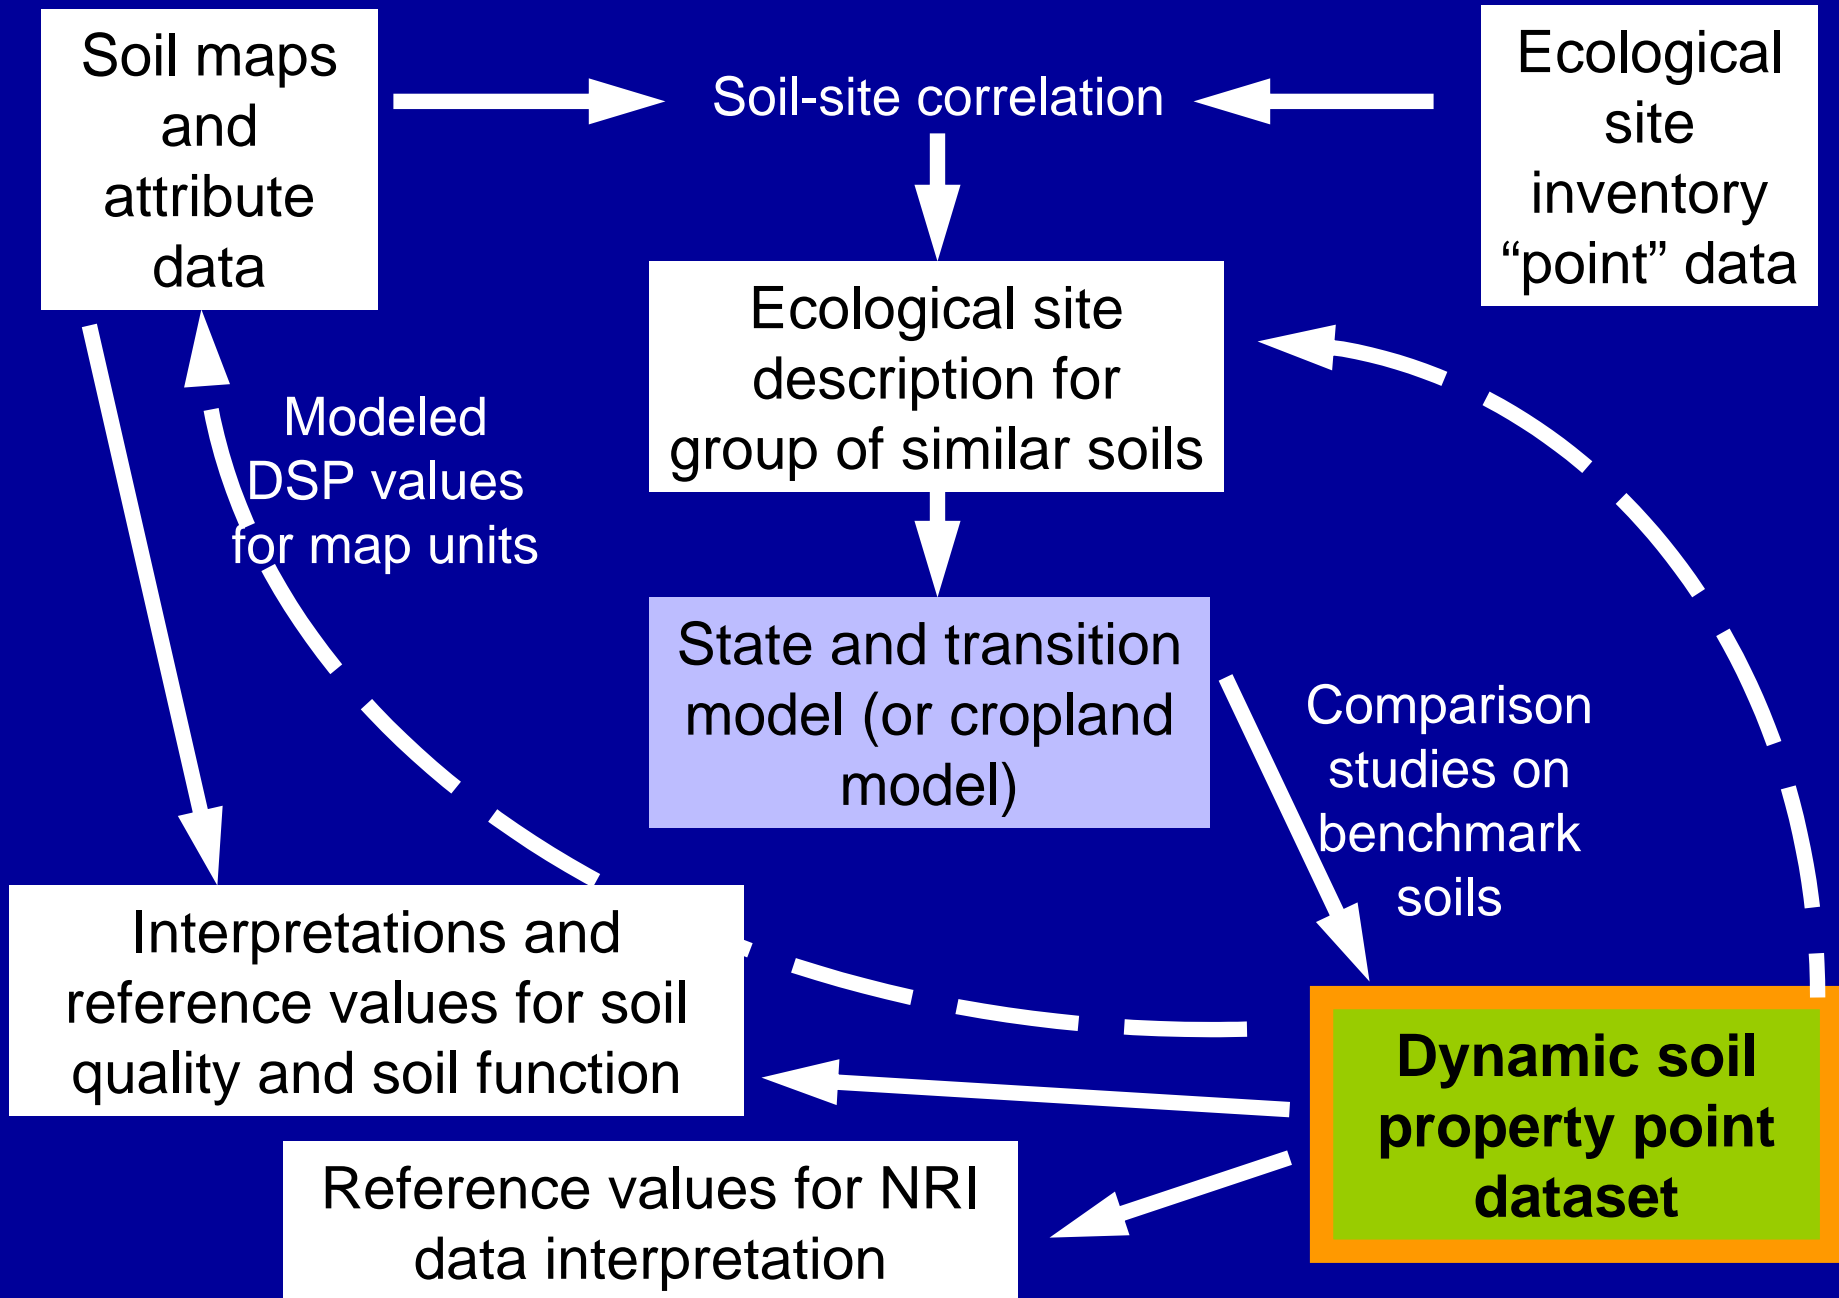 Soil maps
and
attribute
data
Soil-site correlation
Ecological
site
inventory
“point” data
Ecological site
description for
group of similar soils
Modeled
DSP values
for map units
State and transition
model (or cropland
model)
Comparison
studies on
benchmark
soils
Interpretations and
reference values for soil
quality and soil function
Dynamic soil
property point
dataset
Reference values for NRI
data interpretation